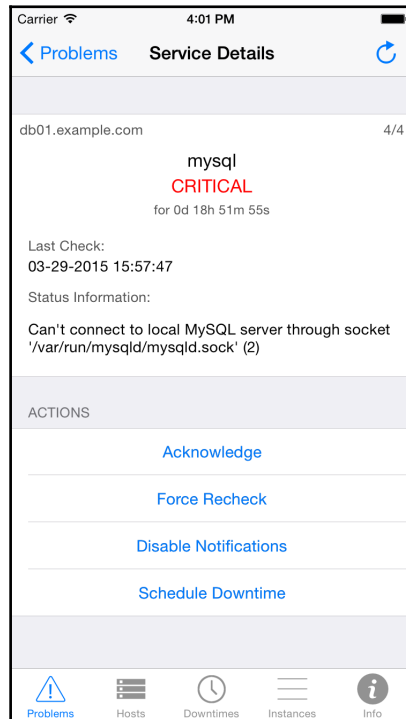 Carrier 4:01 PM
Problems Service Details
db01.example.com 4/4
mysql
CRITICAL
for 0d 18h 51m 55s
Last Check:
03-29-2015 15:57:47
Status Information:
Can't connect to local MySQL server through socket
'/var/run/mysqld/mysqld.sock' (2)
ACTIONS
Acknowledge
Force Recheck
Disable Notifications
Schedule Downtime
Problems Hosts Downtimes Instances Info